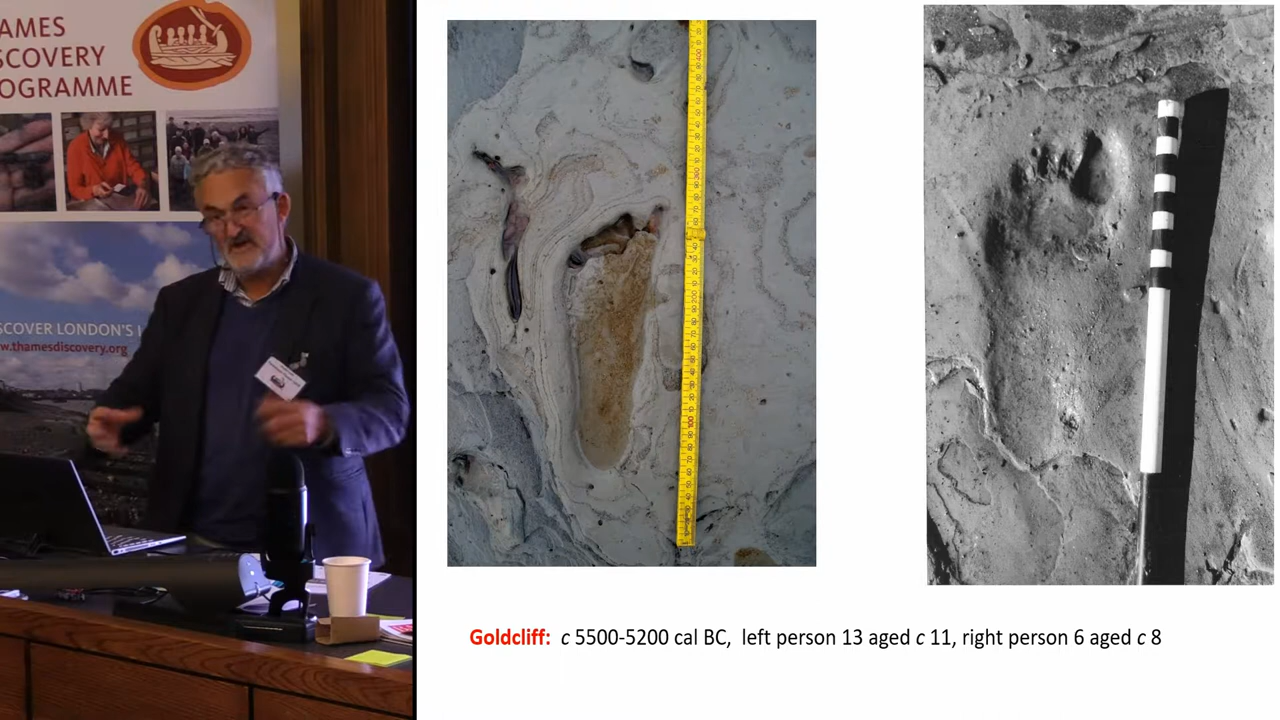 AMES
SCOVERY
OGRAMME
SCOVER LONDON'S
w.thamesdiscovery.org
Goldcliff: c 5500-5200 cal BC, left person 13 aged c 11, right person 6 aged c 8